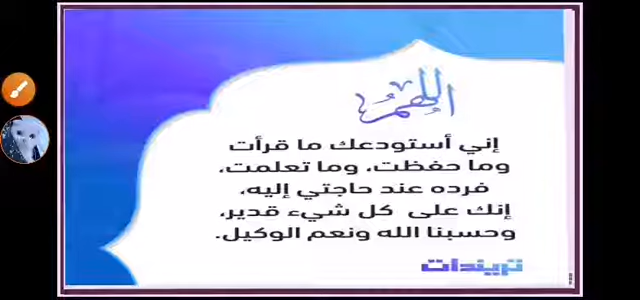 اللهم
إني أستودعك ما قرأت
وما حفظت، وما تعلمت،
فرده عند حاجتي إليه،
إنك على كل شيء قدير،
وحسبنا الله ونعم الوكيل.
تريندات